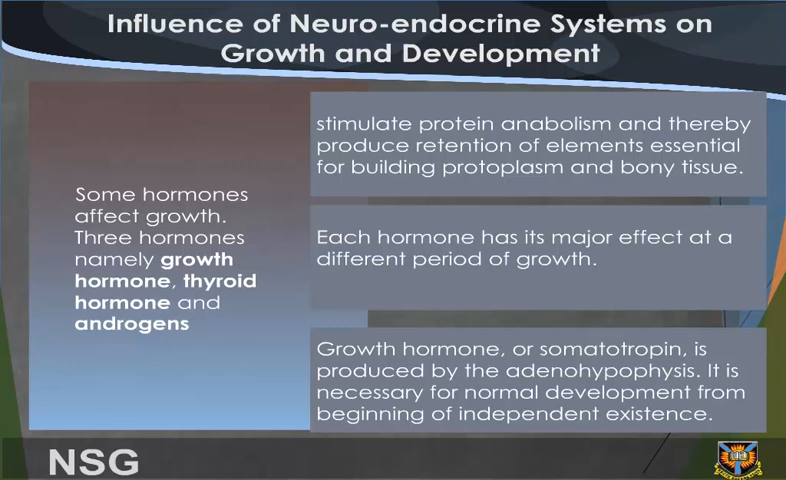 Influence of Neuro-endocrine Systems on
Growth and Development
Some hormones
affect growth.
Three hormones
namely growth
hormone, thyroid
hormone and
androgens
stimulate protein anabolism and thereby
produce retention of elements essential
for building protoplasm and bony tissue.
Each hormone has its major effect at a
different period of growth.
Growth hormone, or somatotropin, is
produced by the adenohypophysis. It is
necessary for normal development from
beginning of independent existence.
NSG